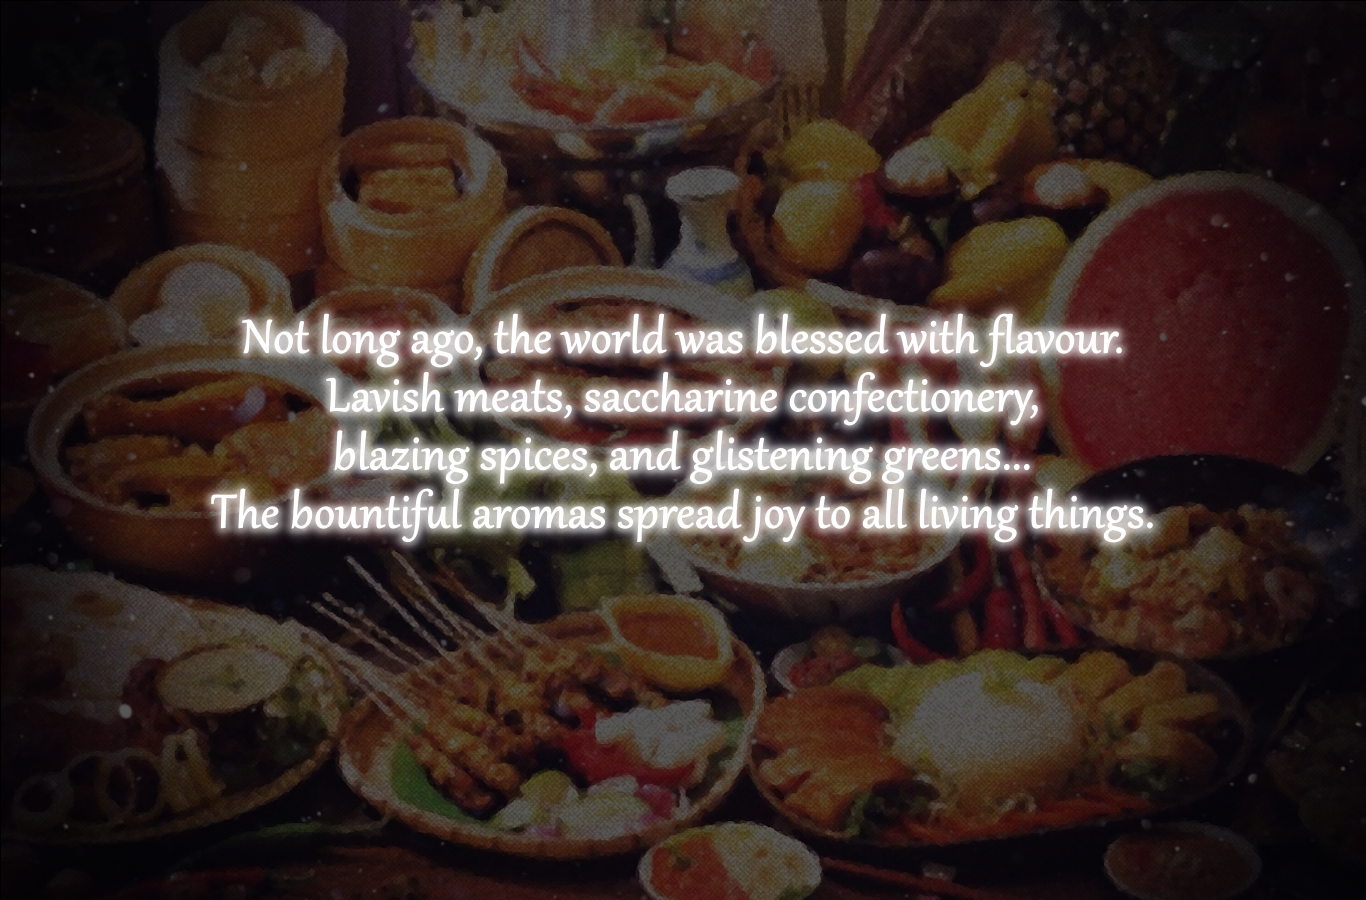 Not long ago, the world was blessed with flavour.
Lavish meats, saccharine confectionery,
blazing spices, and glistening greens...
The bountiful aromas spread joy to all living things.